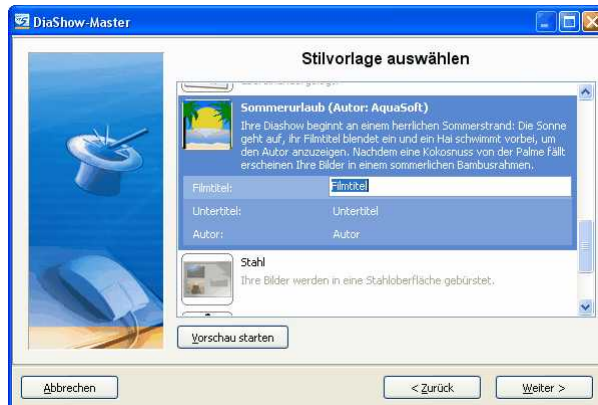 DiaShow-Master
Stilvorlage auswählen
Sommerurlaub (Autor: AquaSoft)
Ihre Diashow beginnt an einem herrlichen Sommerstrand: Die Sonne
geht auf, ihr Filmtitel blendet ein und ein Hai schwimmt vorbei, um
den Autor anzuzeigen. Nachdem eine Kokosnuss von der Palme fällt
erscheinen Ihre Bilder in einem sommerlichen Bambusrahmen.
Filmtitel: Filmtitel
Untertitel: Untertitel
Autor: Autor
Stahl
Ihre Bilder werden in eine Stahloberfläche gebürstet.
Vorschau starten
Abbrechen < Zurück Weiter >